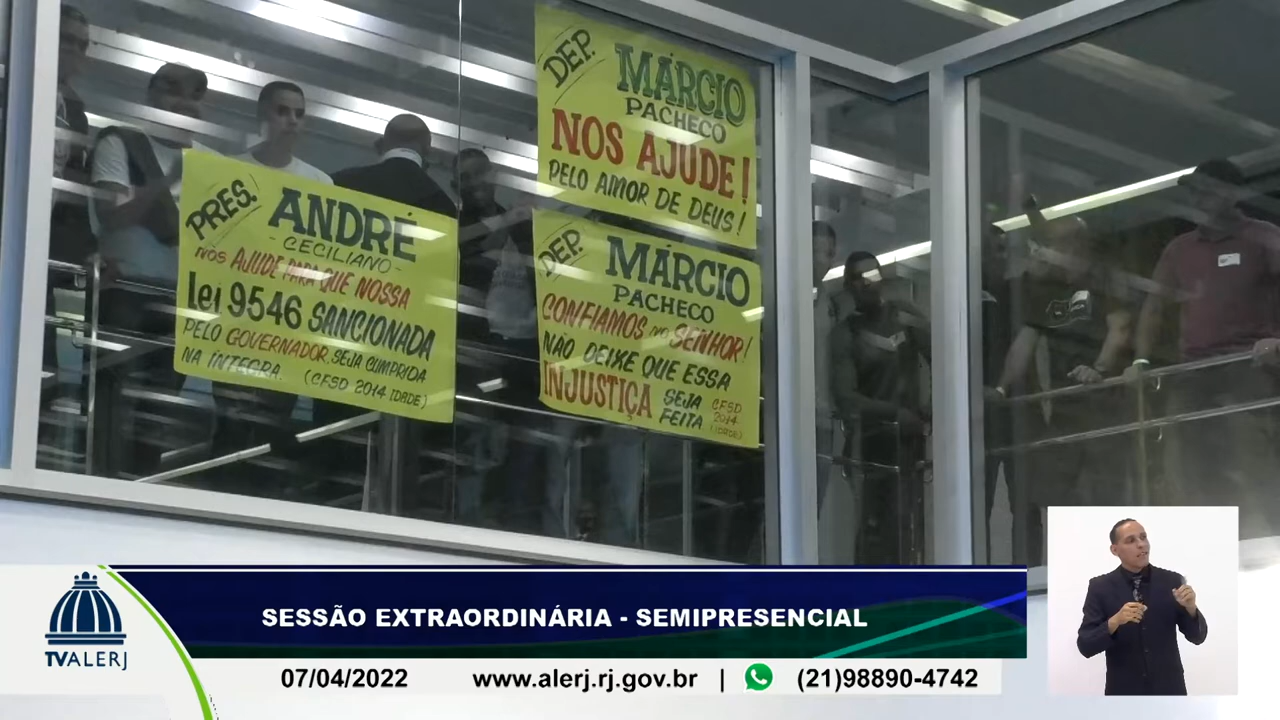 PRES.
ANDRÉ
- CECILIANO -
NOS AJUDE PARA QUE NOSSA
Lei 9546 SANCIONADA
PELO GOVERNADOR. SEJA CUMPRIDA
NA ÍNTEGRA. (CFSD 2014 IDADE)
DEP.
MÁRCIO
PACHECO
NOS AJUDE!
PELO AMOR DE DEUS!
DEP.
MÁRCIO
PACHECO
CONFIAMOS no SENHOR!
NÃO DEIXE QUE ESSA
INJUSTIÇA SEJA FEITA
CFSD
2014
(IDADE)
SESSÃO EXTRAORDINÁRIA - SEMIPRESENCIAL
TVALERJ
07/04/2022 www.alerj.rj.gov.br | (21)98890-4742